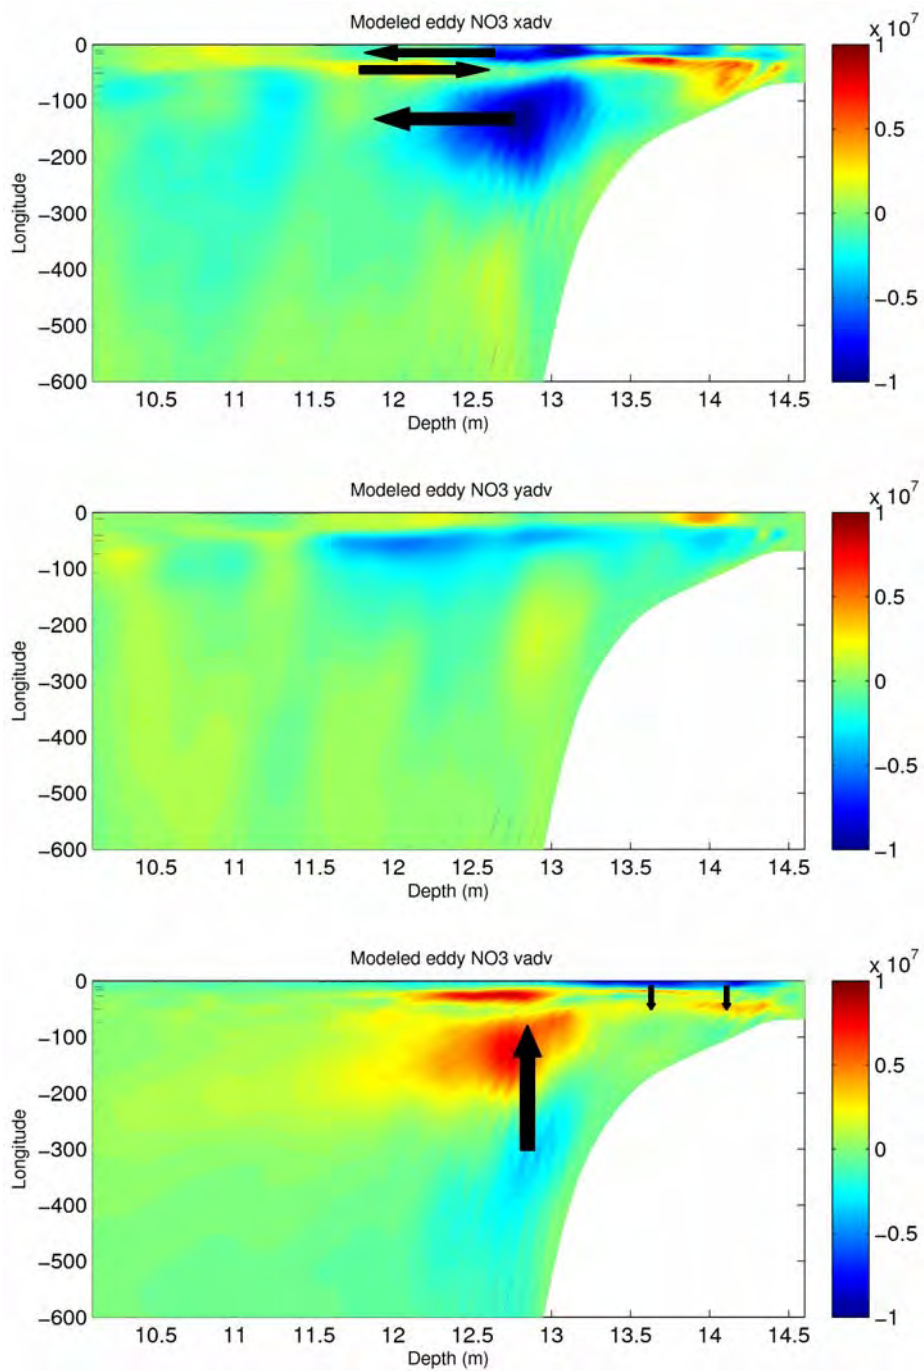 Modeled eddy NO3 xadv
x 10^7
0
-100
-200
-300
-400
-500
-600
Longitude
10.5 11 11.5 12 12.5 13 13.5 14 14.5
Depth (m)
1
0.5
0
-0.5
-1
Modeled eddy NO3 yadv
x 10^7
0
-100
-200
-300
-400
-500
-600
Longitude
10.5 11 11.5 12 12.5 13 13.5 14 14.5
Depth (m)
1
0.5
0
-0.5
-1
Modeled eddy NO3 vadv
x 10^7
0
-100
-200
-300
-400
-500
-600
Longitude
10.5 11 11.5 12 12.5 13 13.5 14 14.5
Depth (m)
1
0.5
0
-0.5
-1